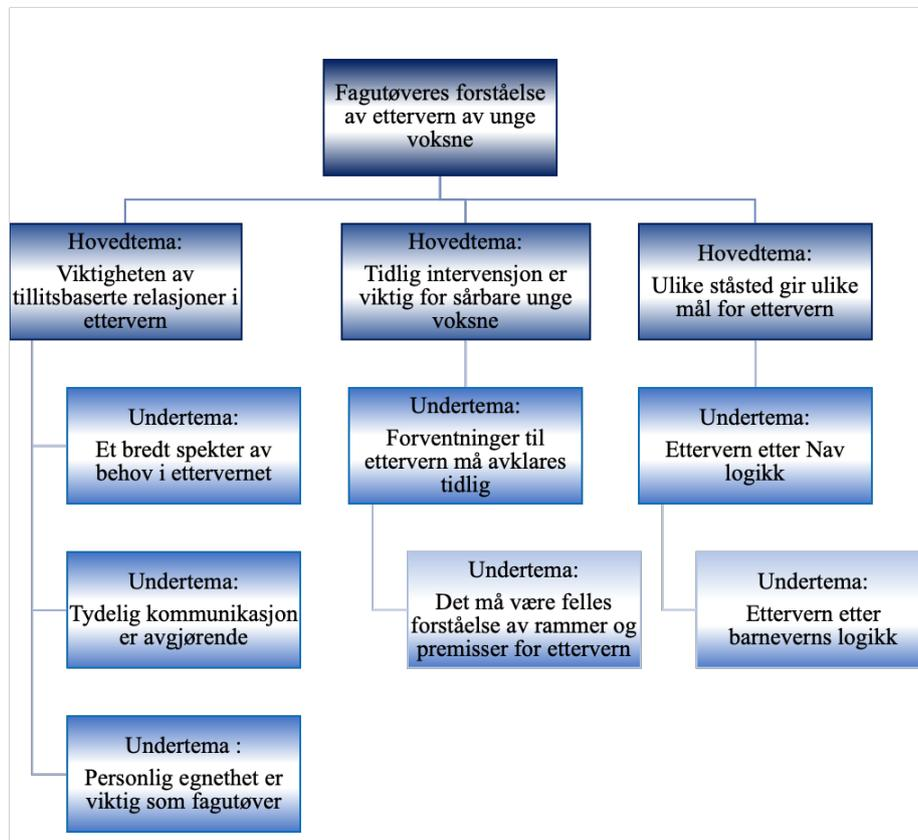 Fagutøveres forståelse
av ettervern av unge
voksne
Hovedtema:
Viktigheten av
tillitsbaserte relasjoner i
ettervern
Undertema:
Et bredt spekter av
behov i ettervernet
Undertema:
Tydelig kommunikasjon
er avgjørende
Undertema :
Personlig egnethet er
viktig som fagutøver
Hovedtema:
Tidlig intervensjon er
viktig for sårbare unge
voksne
Undertema:
Forventninger til
ettervern må avklares
tidlig
Undertema:
Det må være felles
forståelse av rammer og
premisser for ettervern
Hovedtema:
Ulike ståsted gir ulike
mål for ettervern
Undertema:
Ettervern etter Nav
logikk
Undertema:
Ettervern etter
barneverns logikk